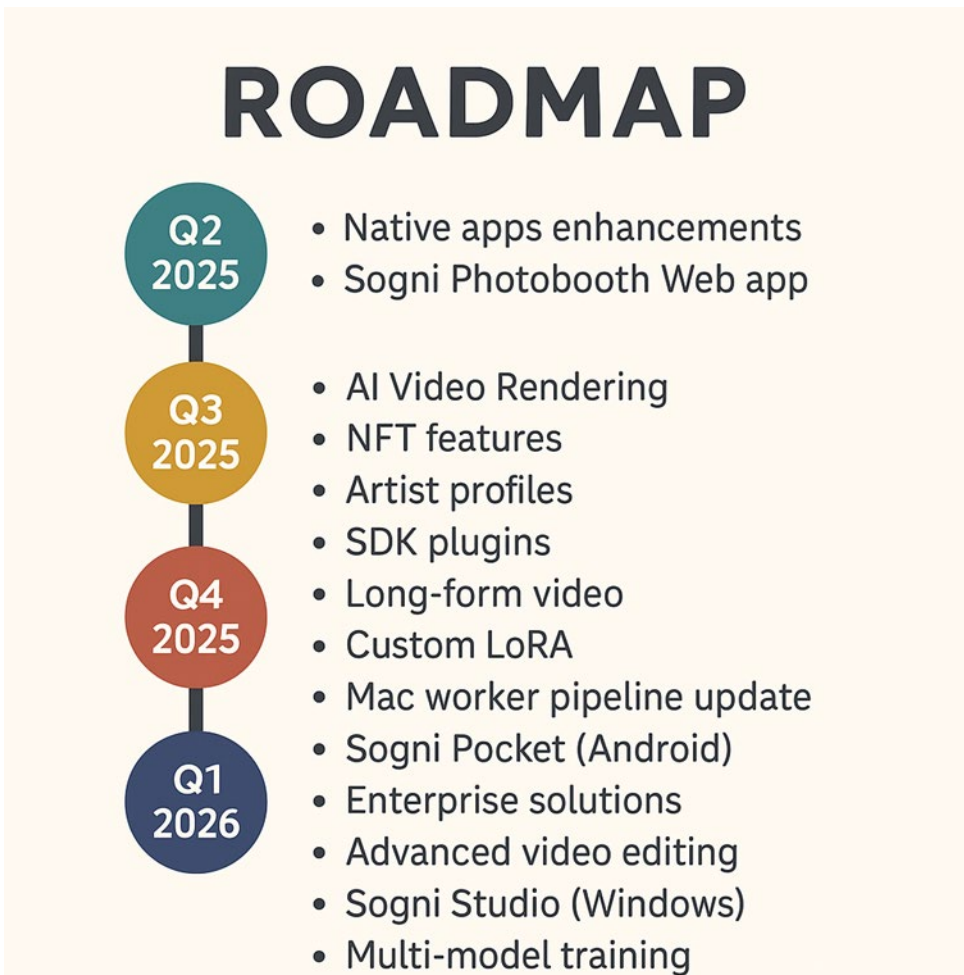 ROADMAP
Q2
2025
• Native apps enhancements
• Sogni Photobooth Web app
Q3
2025
• AI Video Rendering
• NFT features
• Artist profiles
• SDK plugins
Q4
2025
• Long-form video
• Custom LoRA
• Mac worker pipeline update
• Sogni Pocket (Android)
Q1
2026
• Enterprise solutions
• Advanced video editing
• Sogni Studio (Windows)
• Multi-model training